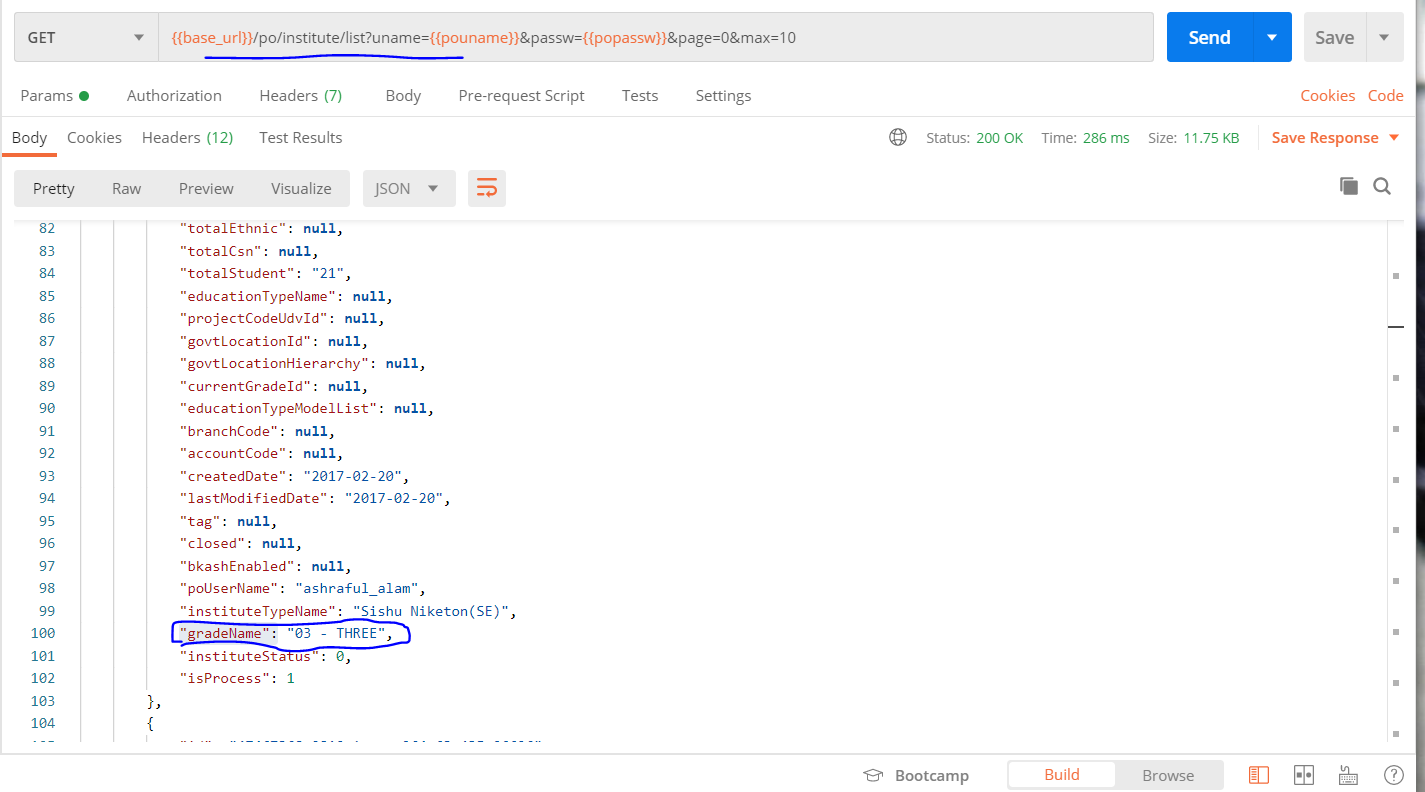 GET {{base_url}}/po/institute/list?uname={{pouname}}&passw={{popassw}}&page=0&max=10 Send Save
Params Authorization Headers (7) Body Pre-request Script Tests Settings Cookies Code
Body Cookies Headers (12) Test Results Status: 200 OK Time: 286 ms Size: 11.75 KB Save Response
Pretty Raw Preview Visualize JSON
82 "totalEthnic": null,
83 "totalCsn": null,
84 "totalStudent": "21",
85 "educationTypeName": null,
86 "projectCodeUdvId": null,
87 "govtLocationId": null,
88 "govtLocationHierarchy": null,
89 "currentGradeId": null,
90 "educationTypeModelList": null,
91 "branchCode": null,
92 "accountCode": null,
93 "createdDate": "2017-02-20",
94 "lastModifiedDate": "2017-02-20",
95 "tag": null,
96 "closed": null,
97 "bkashEnabled": null,
98 "poUserName": "ashraful_alam",
99 "instituteTypeName": "Sishu Niketon(SE)",
100 "gradeName": "03 - THREE",
101 "instituteStatus": 0,
102 "isProcess": 1
103 },
104 {
Bootcamp Build Browse